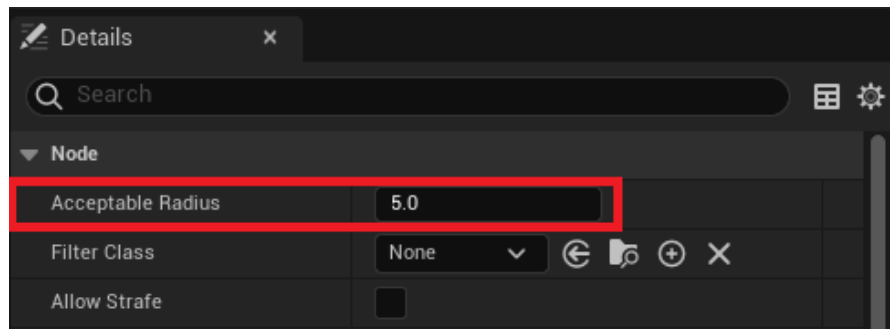 Details
Search
Node
Acceptable Radius 5.0
Filter Class None
Allow Strafe